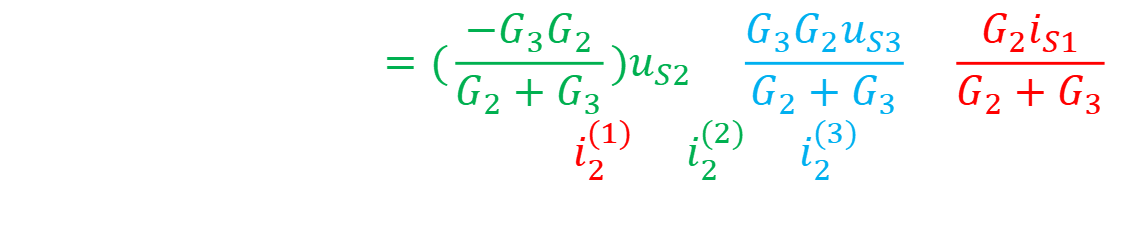 = (−G₃G₂ / G₂ + G₃)u_S2   G₃G₂u_S3 / G₂ + G₃   G₂i_S1 / G₂ + G₃
i₂⁽¹⁾   i₂⁽²⁾   i₂⁽³⁾